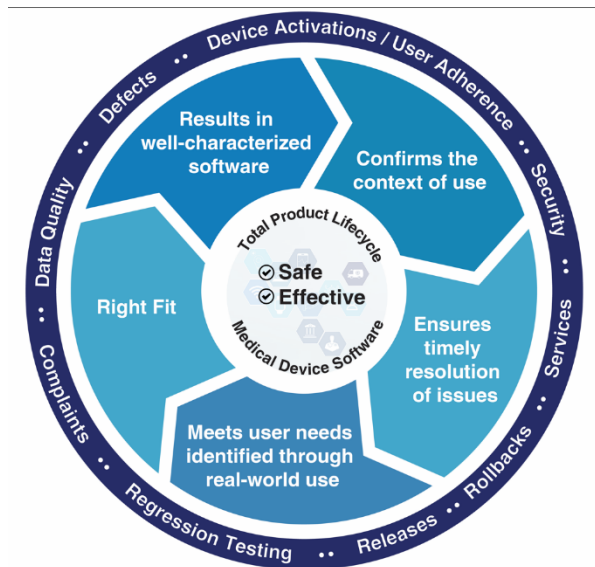 Device Activations / User Adherence
Security
Services
Rollbacks
Releases
Regression Testing
Complaints
Data Quality
Defects
Results in
well-characterized
software
Confirms the
context of use
Ensures
timely
resolution
of issues
Meets user needs
identified through
real-world use
Right Fit
Total Product Lifecycle
Safe
Effective
Medical Device Software